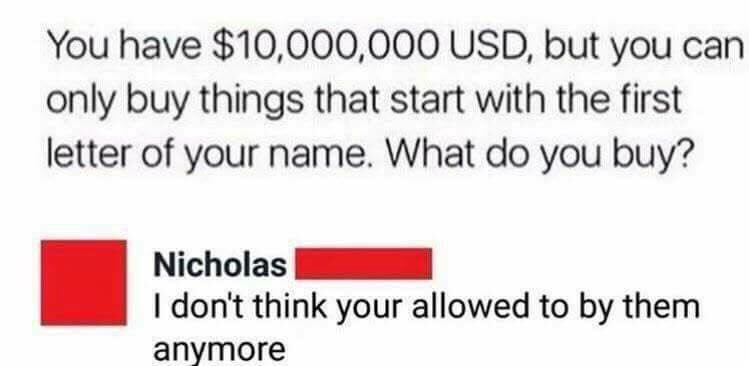 You have $10,000,000 USD, but you can
only buy things that start with the first
letter of your name. What do you buy?
Nicholas
I don't think your allowed to by them
anymore